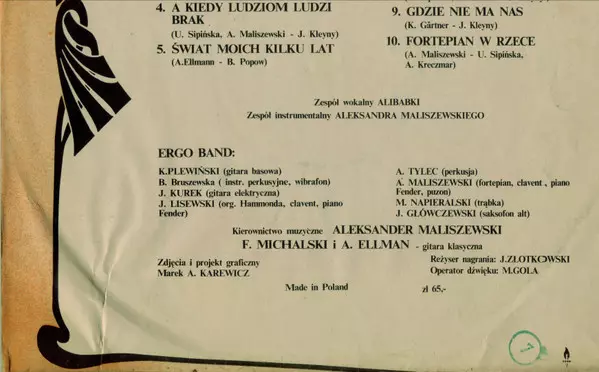 4. A KIEDY LUDZIOM LUDZI
BRAK
(U. Sipińska, A. Maliszewski - J. Kleyny)
5. ŚWIAT MOICH KILKU LAT
(A.Ellmann - B. Popow)
9. GDZIE NIE MA NAS
(K. Gärtner - J. Kleyny)
10. FORTEPIAN W RZECE
(A. Maliszewski - U. Sipińska,
A. Kreczmar)
Zespół wokalny ALIBABKI
Zespół instrumentalny ALEKSANDRA MALISZEWSKIEGO
ERGO BAND:
K.PLEWIŃSKI (gitara basowa)
B. Bruszewska ( instr. perkusyjne, wibrafon)
J. KUREK (gitara elektryczna)
J. LISEWSKI (org. Hammonda, clavent, piano
Fender)
A. TYLEC (perkusja)
A. MALISZEWSKI (fortepian, clavent., piano
Fender, puzon)
M. NAPIERALSKI (trąbka)
J. GŁÓWCZEWSKI (saksofon alt)
Kierownictwo muzyczne ALEKSANDER MALISZEWSKI
F. MICHALSKI i A. ELLMAN - gitara klasyczna
Zdjęcia i projekt graficzny
Marek A. KAREWICZ
Reżyser nagrania: J.ZŁOTKOWSKI
Operator dźwięku: M.GOLA
Made in Poland
zł 65,-